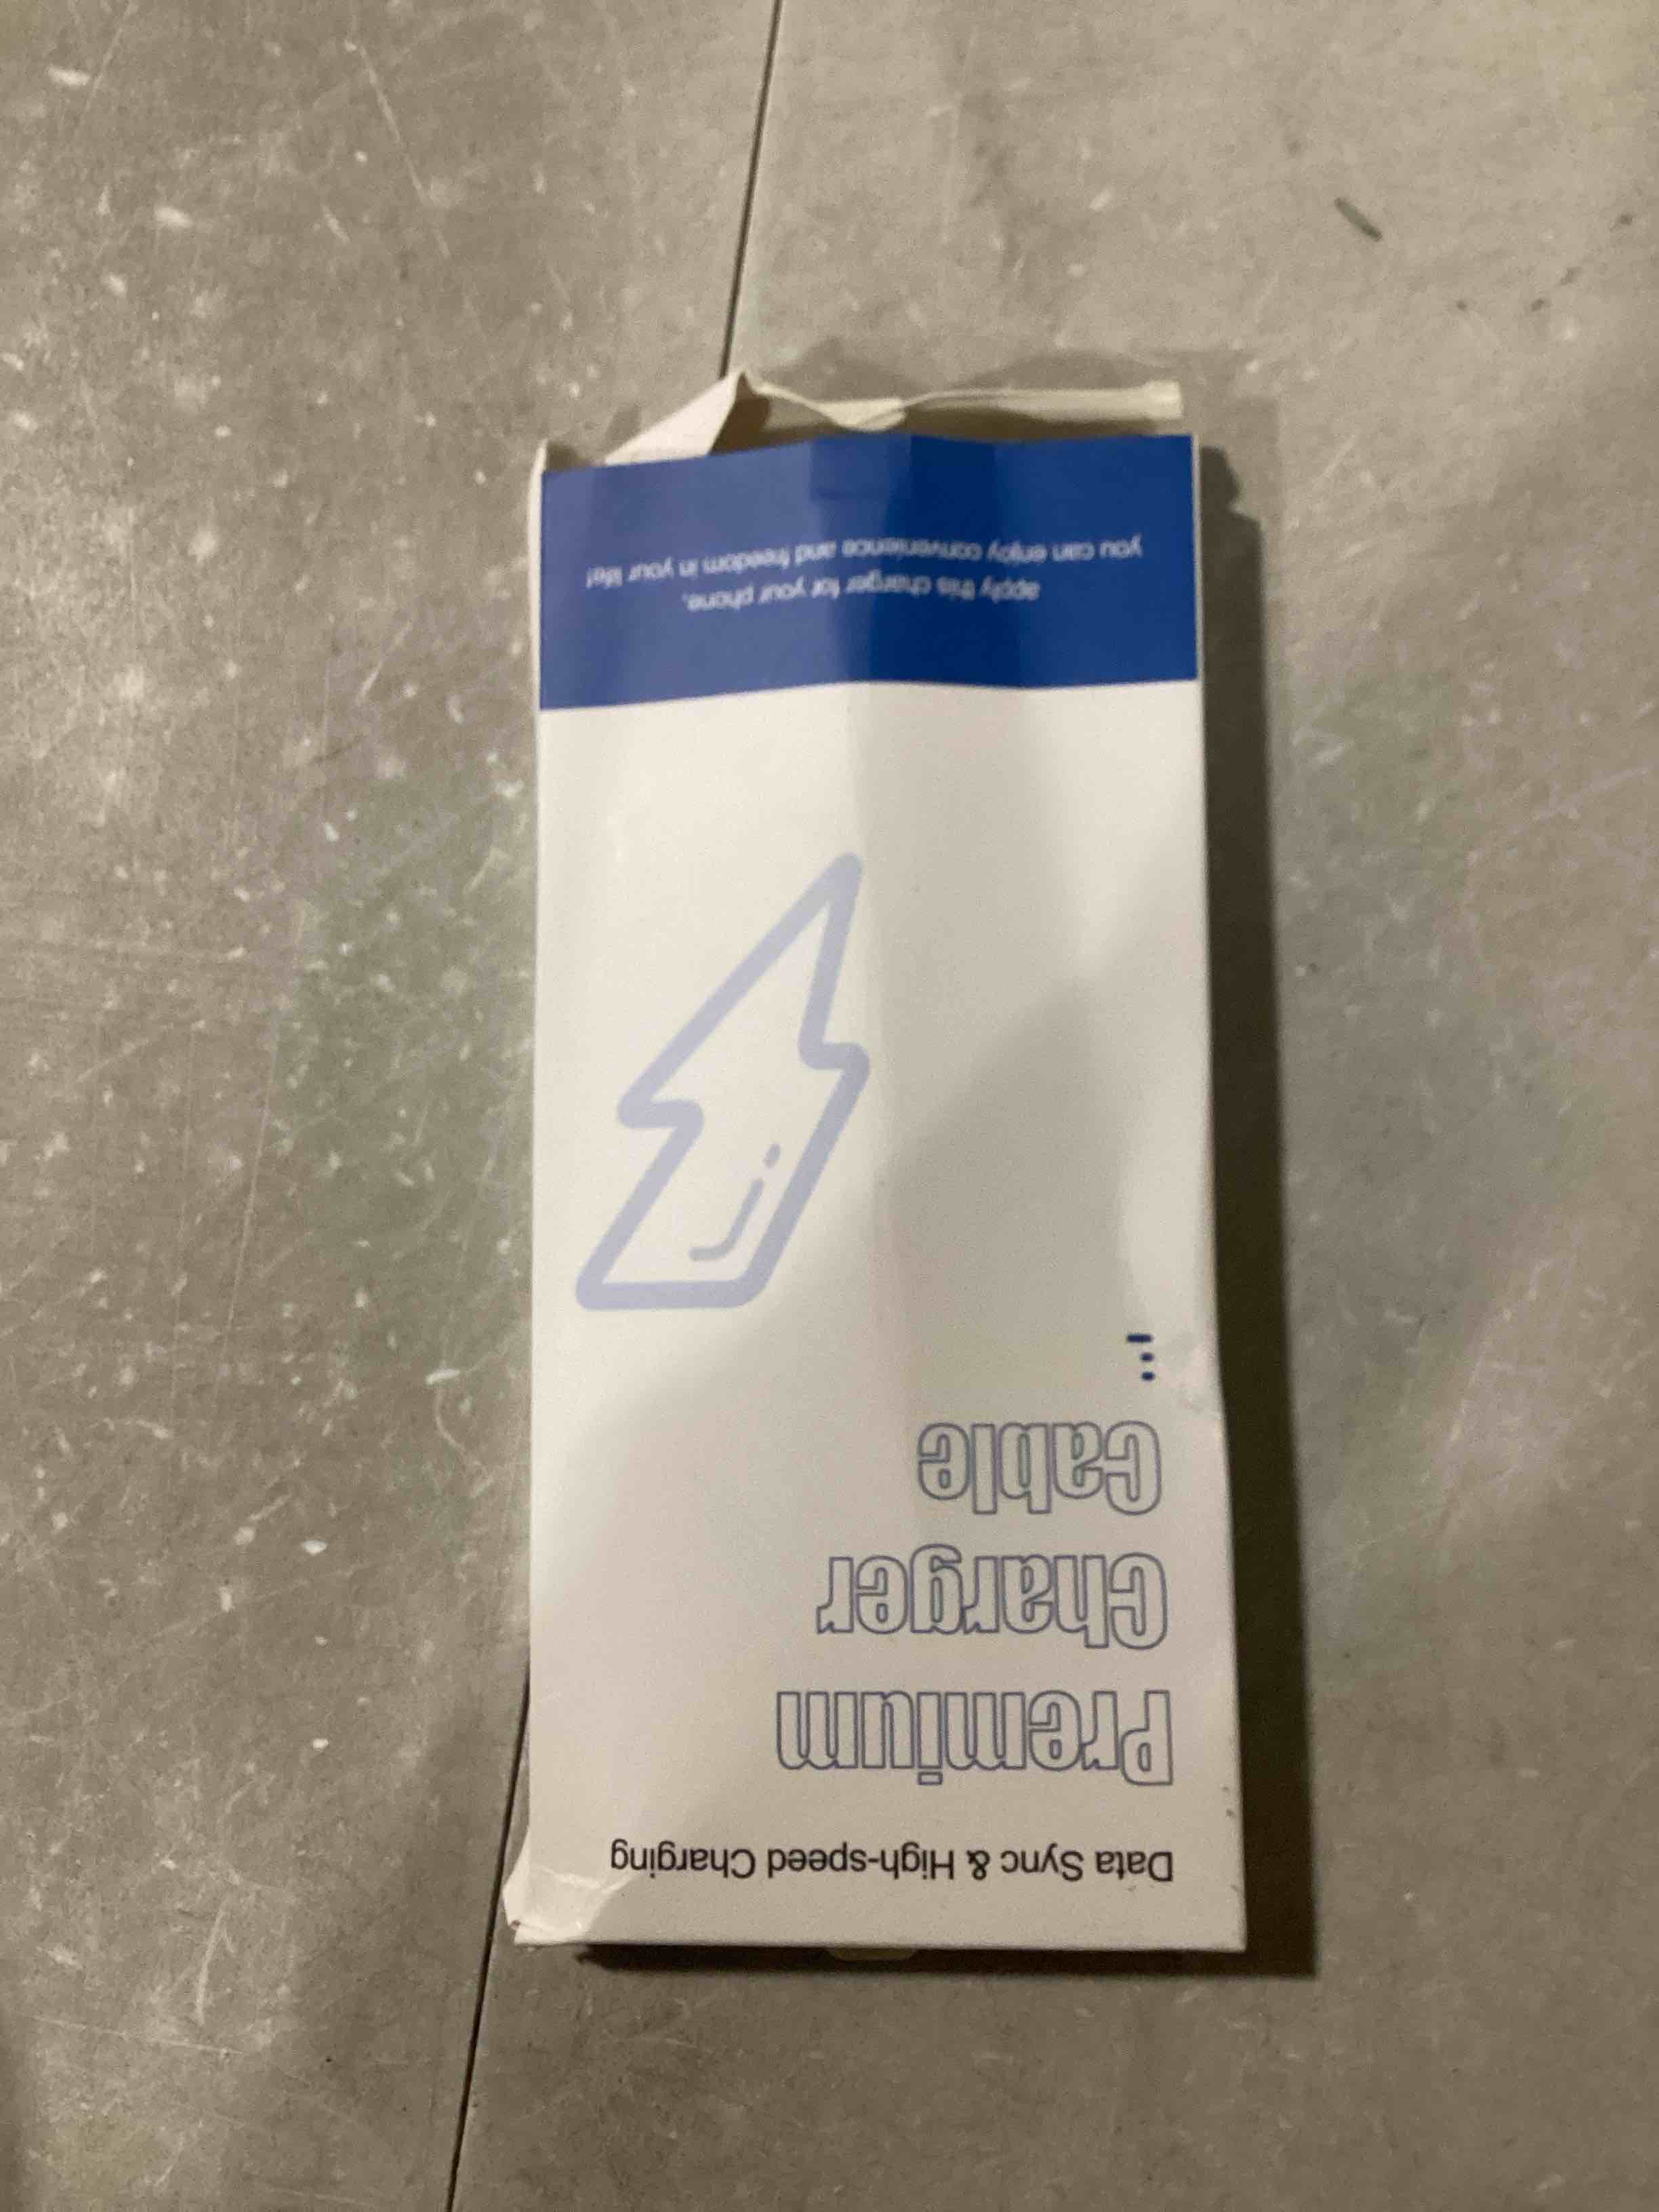 Data Sync & High-speed Charging
Premium
Charger
Cable
apply this charger for your phone,
you can enjoy convenience and freedom in your life!